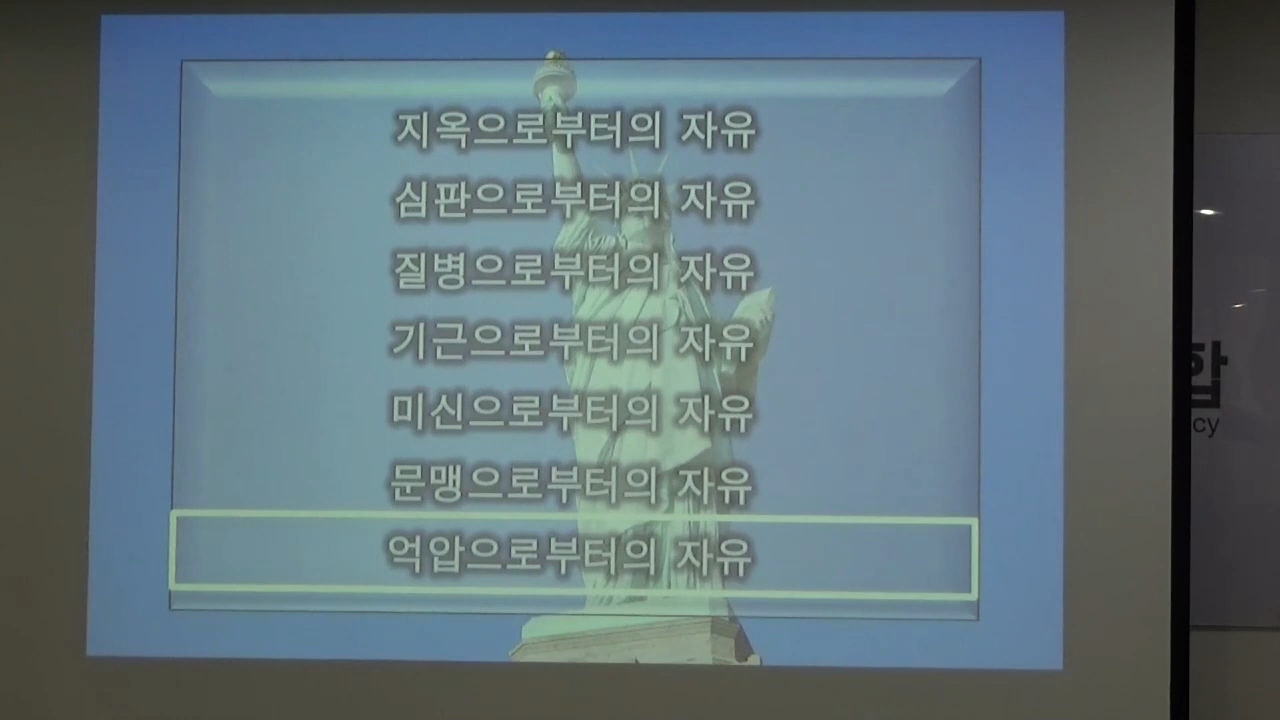 지옥으로부터의 자유
심판으로부터의 자유
질병으로부터의 자유
기근으로부터의 자유
미신으로부터의 자유
문맹으로부터의 자유
억압으로부터의 자유
합
cy